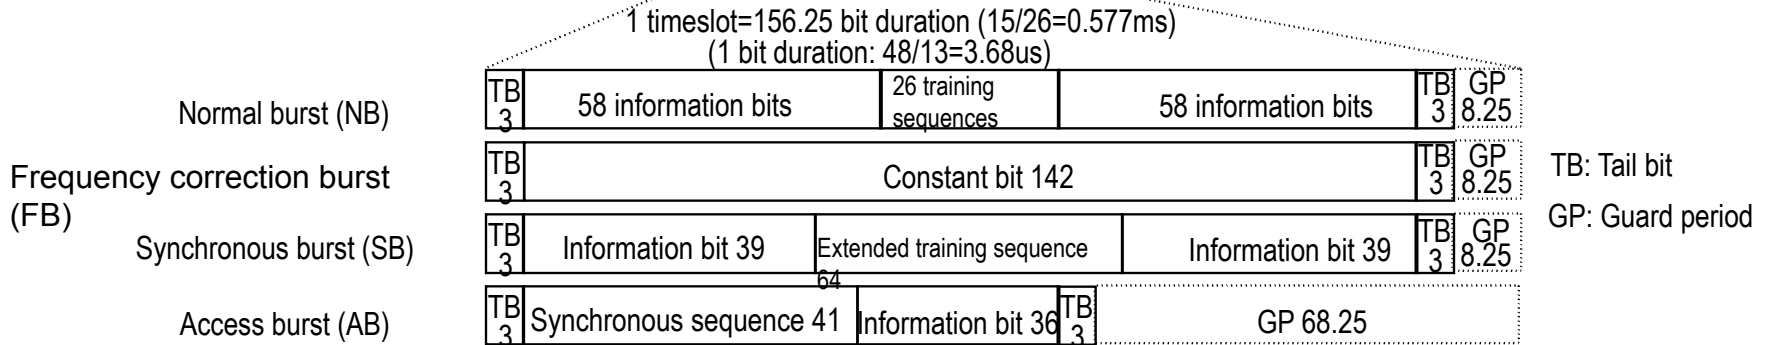 1 timeslot=156.25 bit duration (15/26=0.577ms)
(1 bit duration: 48/13=3.68us)
Normal burst (NB)
TB
3
58 information bits
26 training
sequences
58 information bits
TB
3
GP
8.25
Frequency correction burst
(FB)
TB
3
Constant bit 142
TB
3
GP
8.25
TB: Tail bit
GP: Guard period
Synchronous burst (SB)
TB
3
Information bit 39
Extended training sequence
64
Information bit 39
TB
3
GP
8.25
Access burst (AB)
TB
3
Synchronous sequence 41
Information bit 36
TB
3
GP 68.25